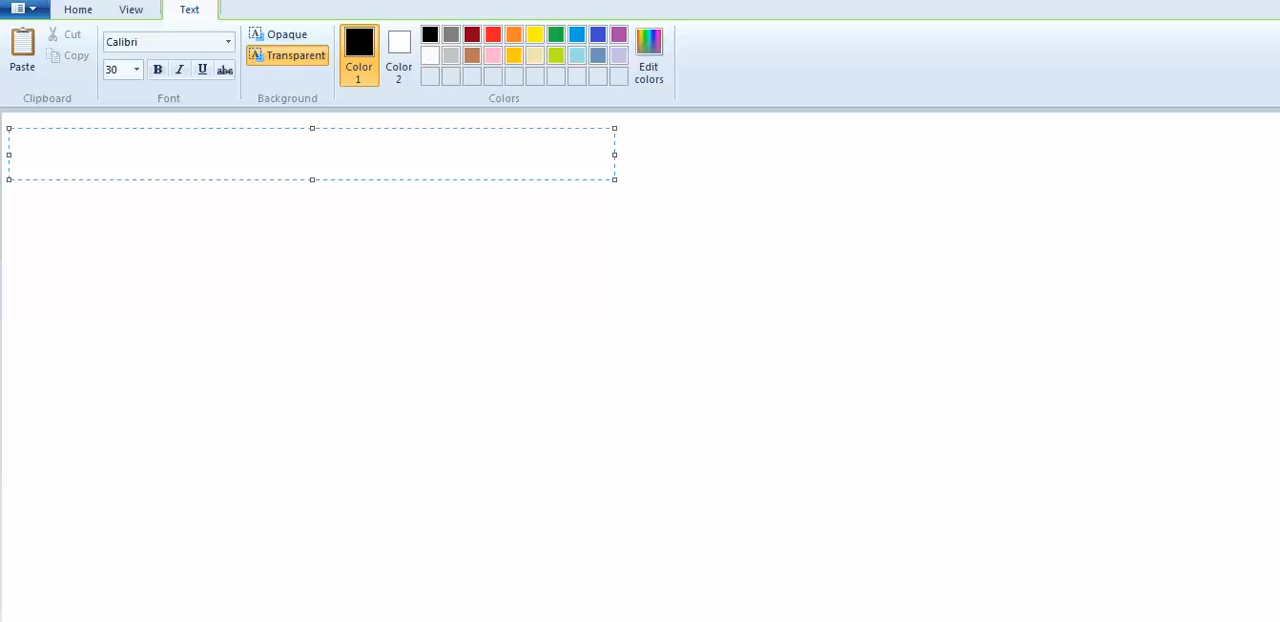 Home View Text
Cut
Copy
Paste
Clipboard
Calibri
30 B I U abc
Font
Opaque
Transparent
Background
Color 1
Color 2
Edit colors
Colors